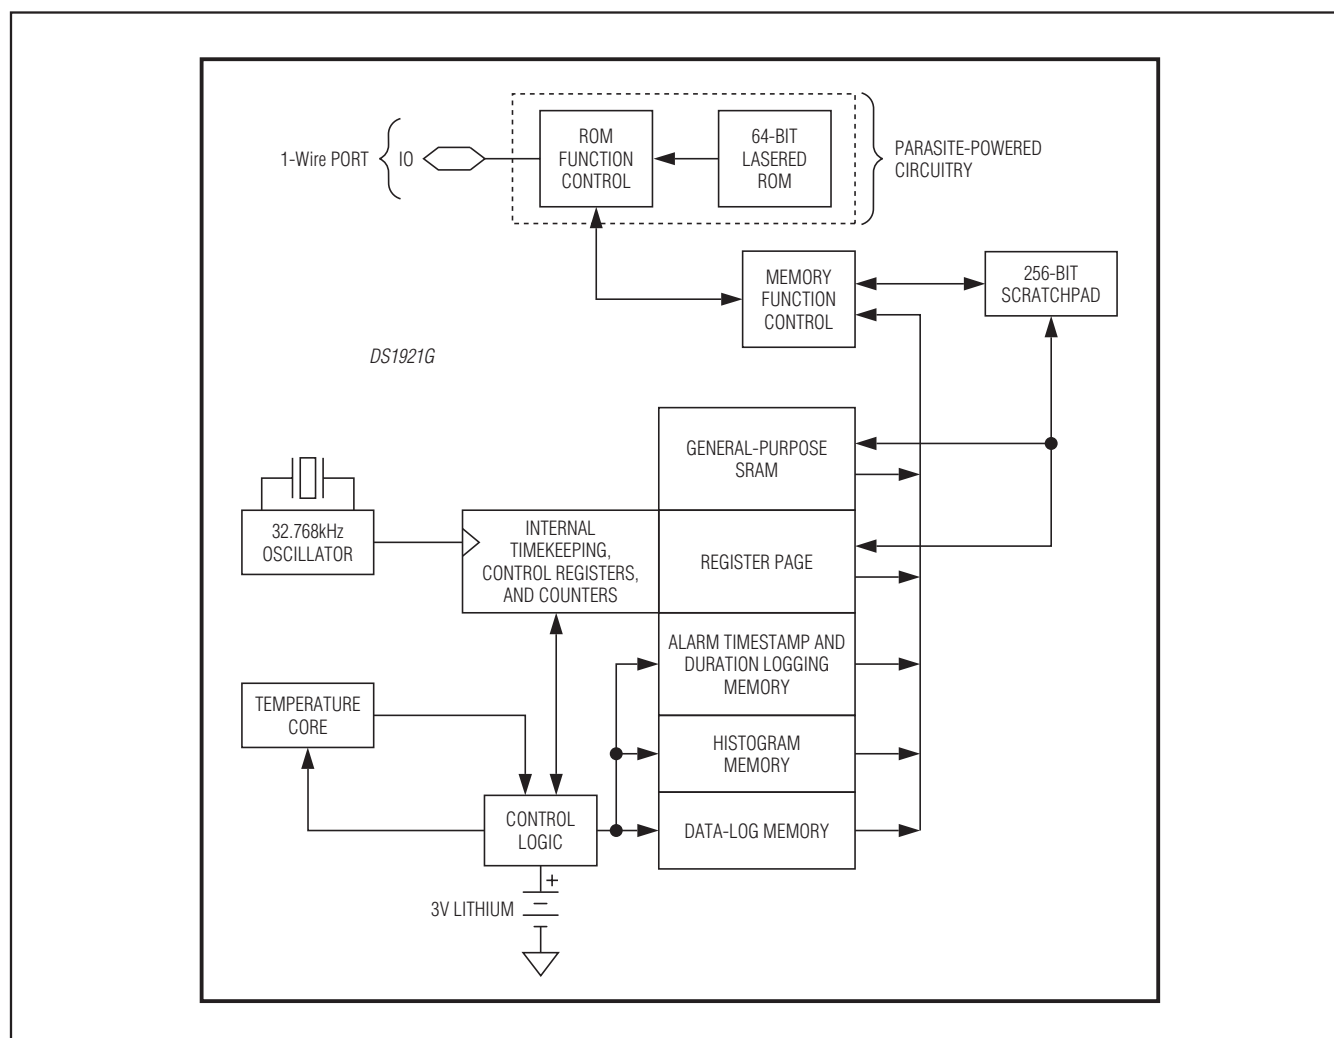 1-Wire PORT
IO
ROM
FUNCTION
CONTROL
64-BIT
LASERED
ROM
PARASITE-POWERED
CIRCUITRY
MEMORY
FUNCTION
CONTROL
256-BIT
SCRATCHPAD
DS1921G
GENERAL-PURPOSE
SRAM
32.768kHz
OSCILLATOR
INTERNAL
TIMEKEEPING,
CONTROL REGISTERS,
AND COUNTERS
REGISTER PAGE
ALARM TIMESTAMP AND
DURATION LOGGING
MEMORY
TEMPERATURE
CORE
HISTOGRAM
MEMORY
CONTROL
LOGIC
DATA-LOG MEMORY
+
3V LITHIUM